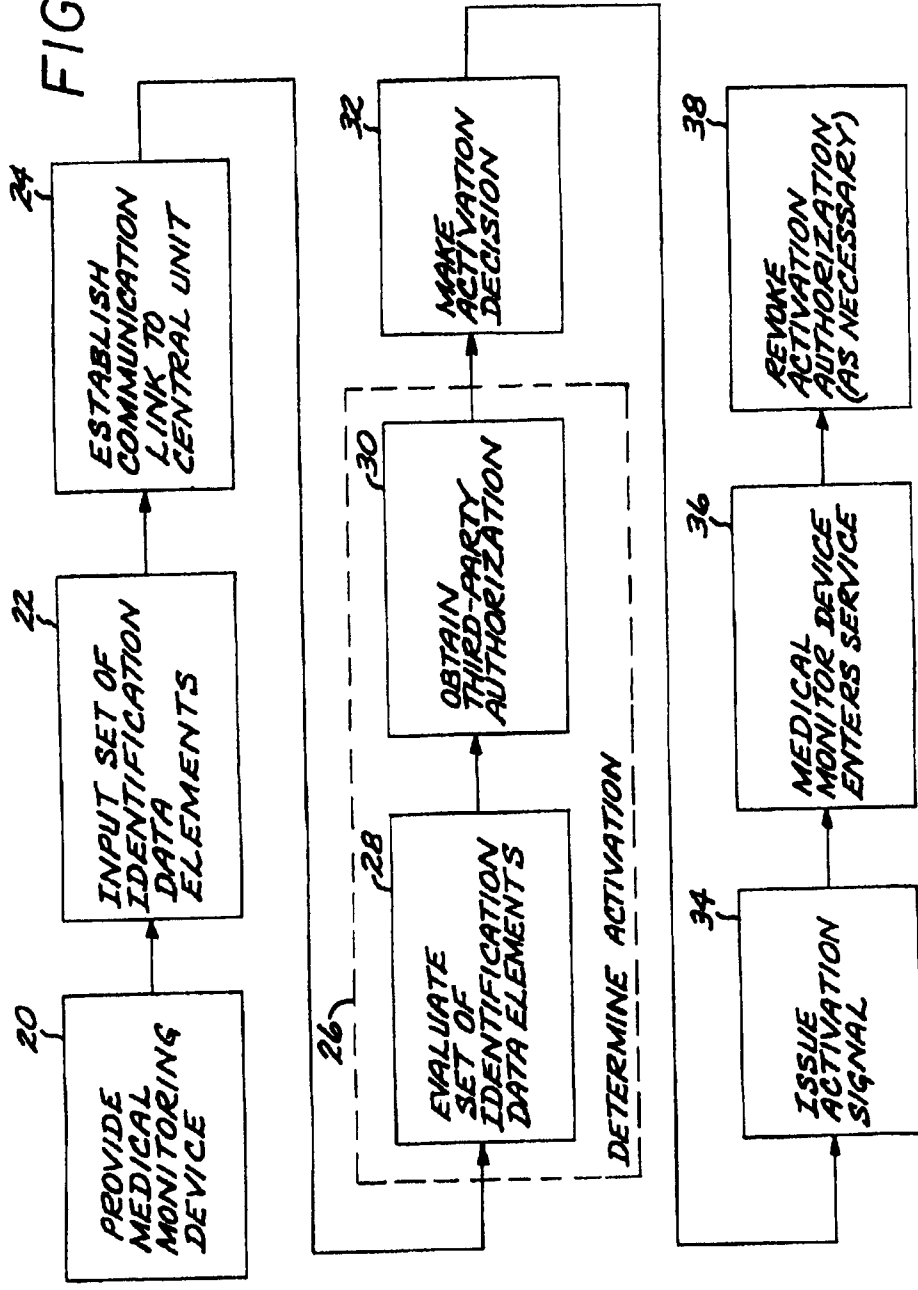 FIG
20
PROVIDE
MEDICAL
MONITORING
DEVICE
22
INPUT SET OF
IDENTIFICATION
DATA
ELEMENTS
24
ESTABLISH
COMMUNICATION
LINK TO
CENTRAL UNIT
26
28
EVALUATE
SET OF
IDENTIFICATION
DATA ELEMENTS
30
OBTAIN
THIRD-PARTY
AUTHORIZATION
DETERMINE ACTIVATION
32
MAKE
ACTIVATION
DECISION
34
ISSUE
ACTIVATION
SIGNAL
36
MEDICAL
MONITOR DEVICE
ENTERS SERVICE
38
REVOKE
ACTIVATION
AUTHORIZATION
(AS NECESSARY)